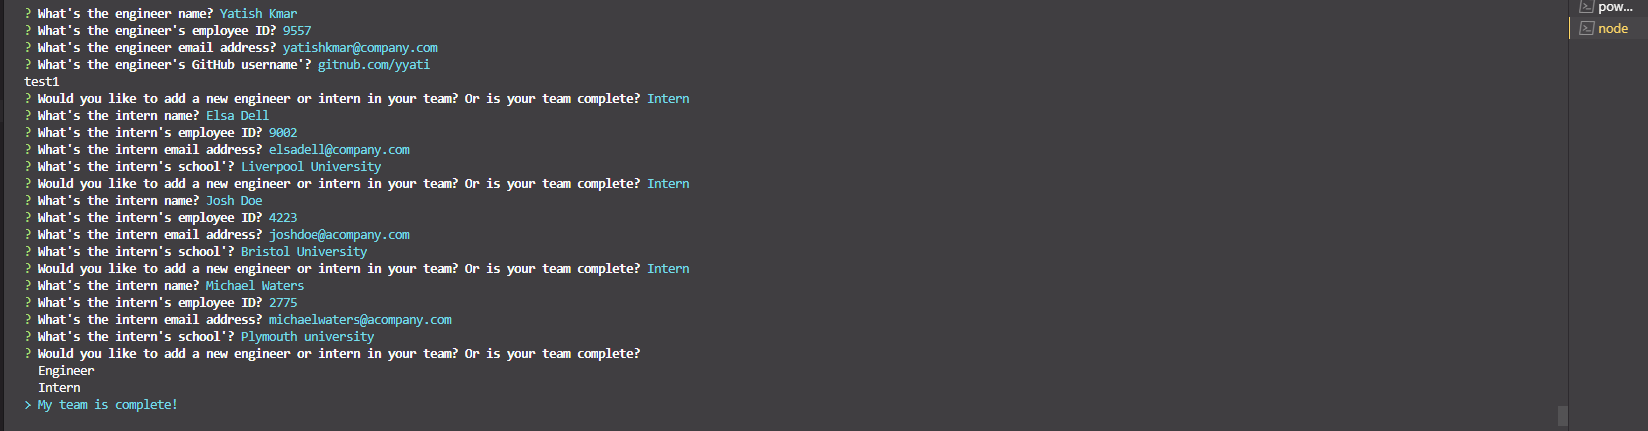 ? What's the engineer name? Yatish Kmar
? What's the engineer's employee ID? 9557
? What's the engineer email address? yatishkmar@company.com
? What's the engineer's GitHub username'? gitnub.com/yyati
test1
? Would you like to add a new engineer or intern in your team? Or is your team complete? Intern
? What's the intern name? Elsa Dell
? What's the intern's employee ID? 9002
? What's the intern email address? elsadell@company.com
? What's the intern's school'? Liverpool University
? Would you like to add a new engineer or intern in your team? Or is your team complete? Intern
? What's the intern name? Josh Doe
? What's the intern's employee ID? 4223
? What's the intern email address? joshdoe@acompany.com
? What's the intern's school'? Bristol University
? Would you like to add a new engineer or intern in your team? Or is your team complete? Intern
? What's the intern name? Michael Waters
? What's the intern's employee ID? 2775
? What's the intern email address? michaelwaters@acompany.com
? What's the intern's school'? Plymouth university
? Would you like to add a new engineer or intern in your team? Or is your team complete?
Engineer
Intern
> My team is complete!
pow...
node